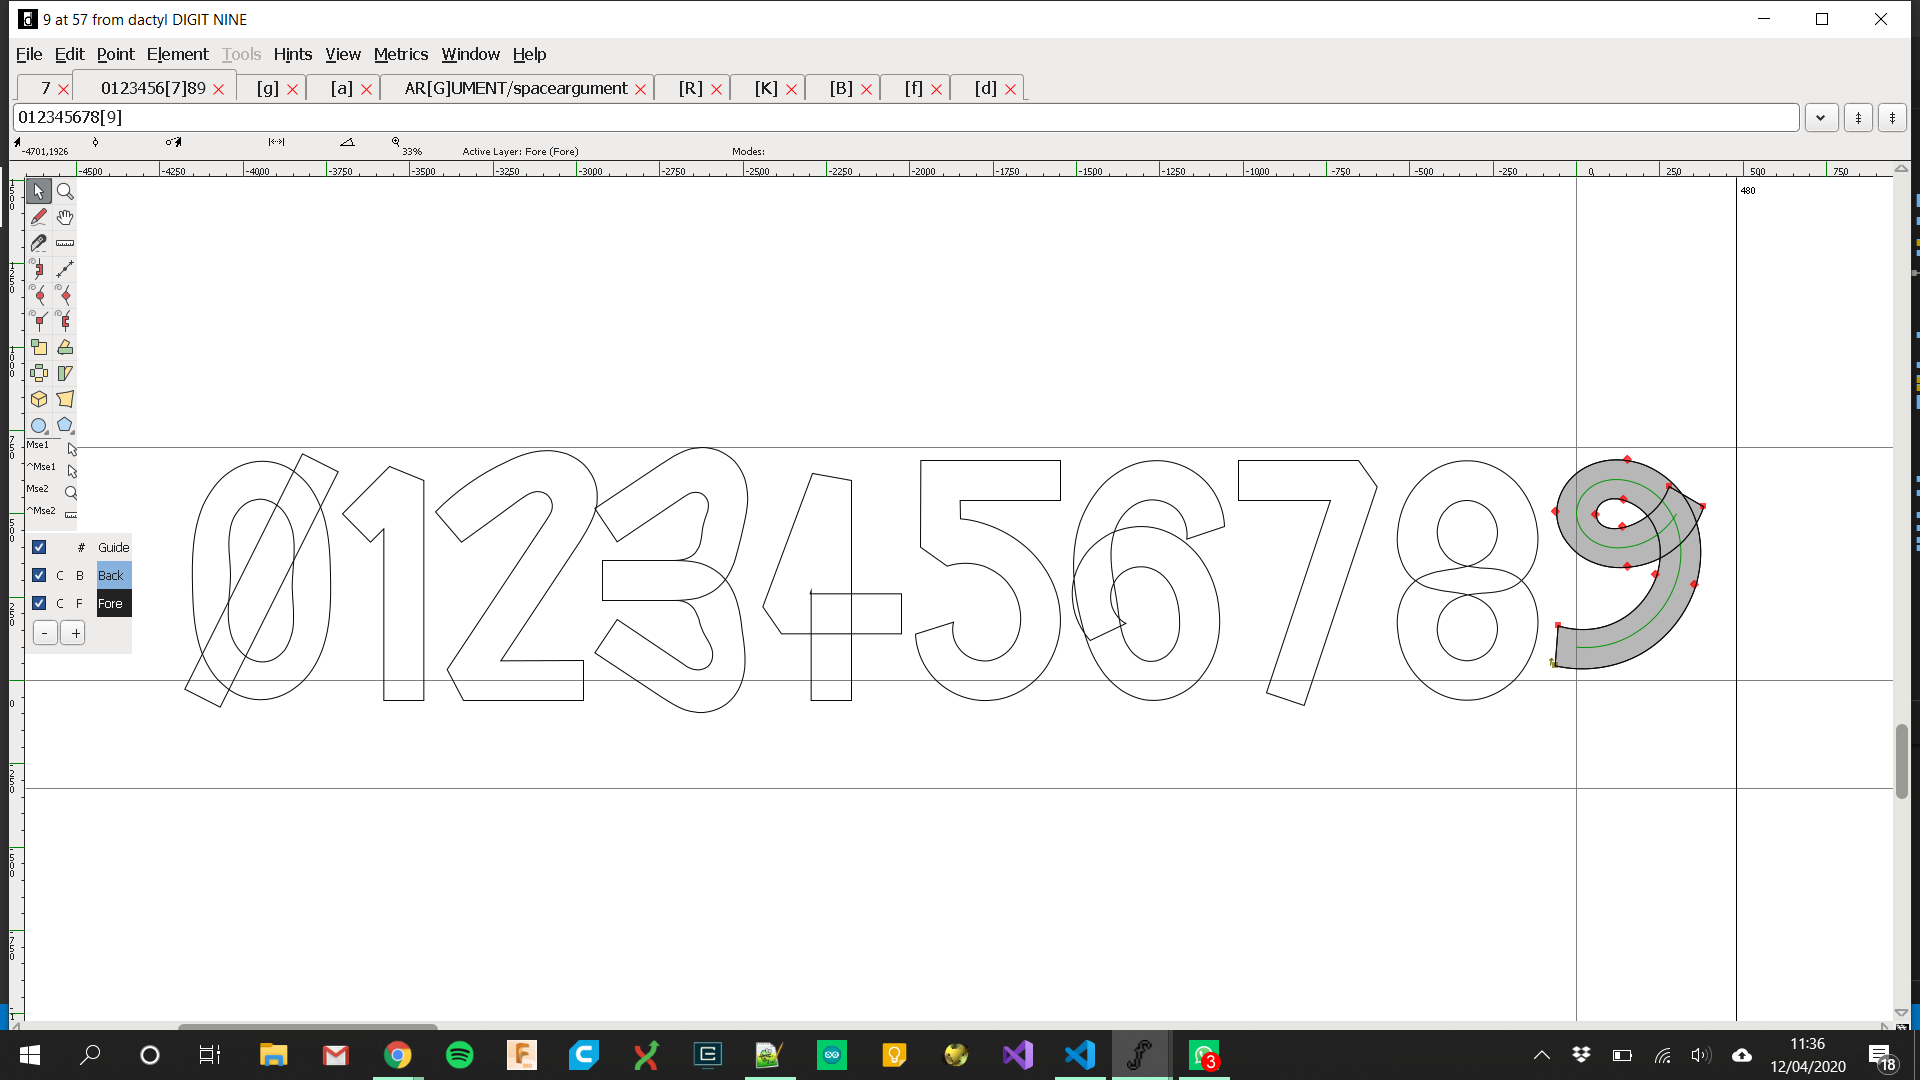 9 at 57 from dactyl DIGIT NINE
File Edit Point Element Tools Hints View Metrics Window Help
7 0123456[7]89 [g] [a] AR[G]UMENT/spaceargument [R] [K] [B] [f] [d]
012345678[9]
-4701,1926 33% Active Layer: Fore (Fore) Modes:
-4500 -4250 -4000 -3750 -3500 -3250 -3000 -2750 -2500 -2250 -2000 -1750 -1500 -1250 -1000 -750 -500 -250 0 250 500 750
480
Mse1
^Mse1
Mse2
^Mse2
# Guide
C B Back
C F Fore
- +
0123456789
11:36
12/04/2020
3
18